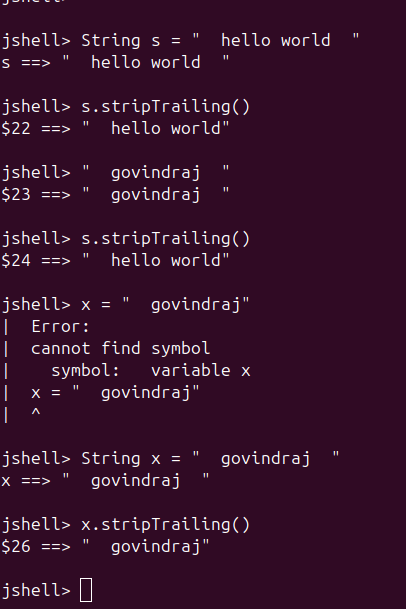 jshell>
jshell> String s = "  hello world  "
s ==> "  hello world  "
jshell> s.stripTrailing()
$22 ==> "  hello world"
jshell> "  govindraj  "
$23 ==> "  govindraj  "
jshell> s.stripTrailing()
$24 ==> "  hello world"
jshell> x = "  govindraj"
|  Error:
|  cannot find symbol
|    symbol:   variable x
|  x = "  govindraj"
|  ^
jshell> String x = "  govindraj  "
x ==> "  govindraj  "
jshell> x.stripTrailing()
$26 ==> "  govindraj"
jshell>